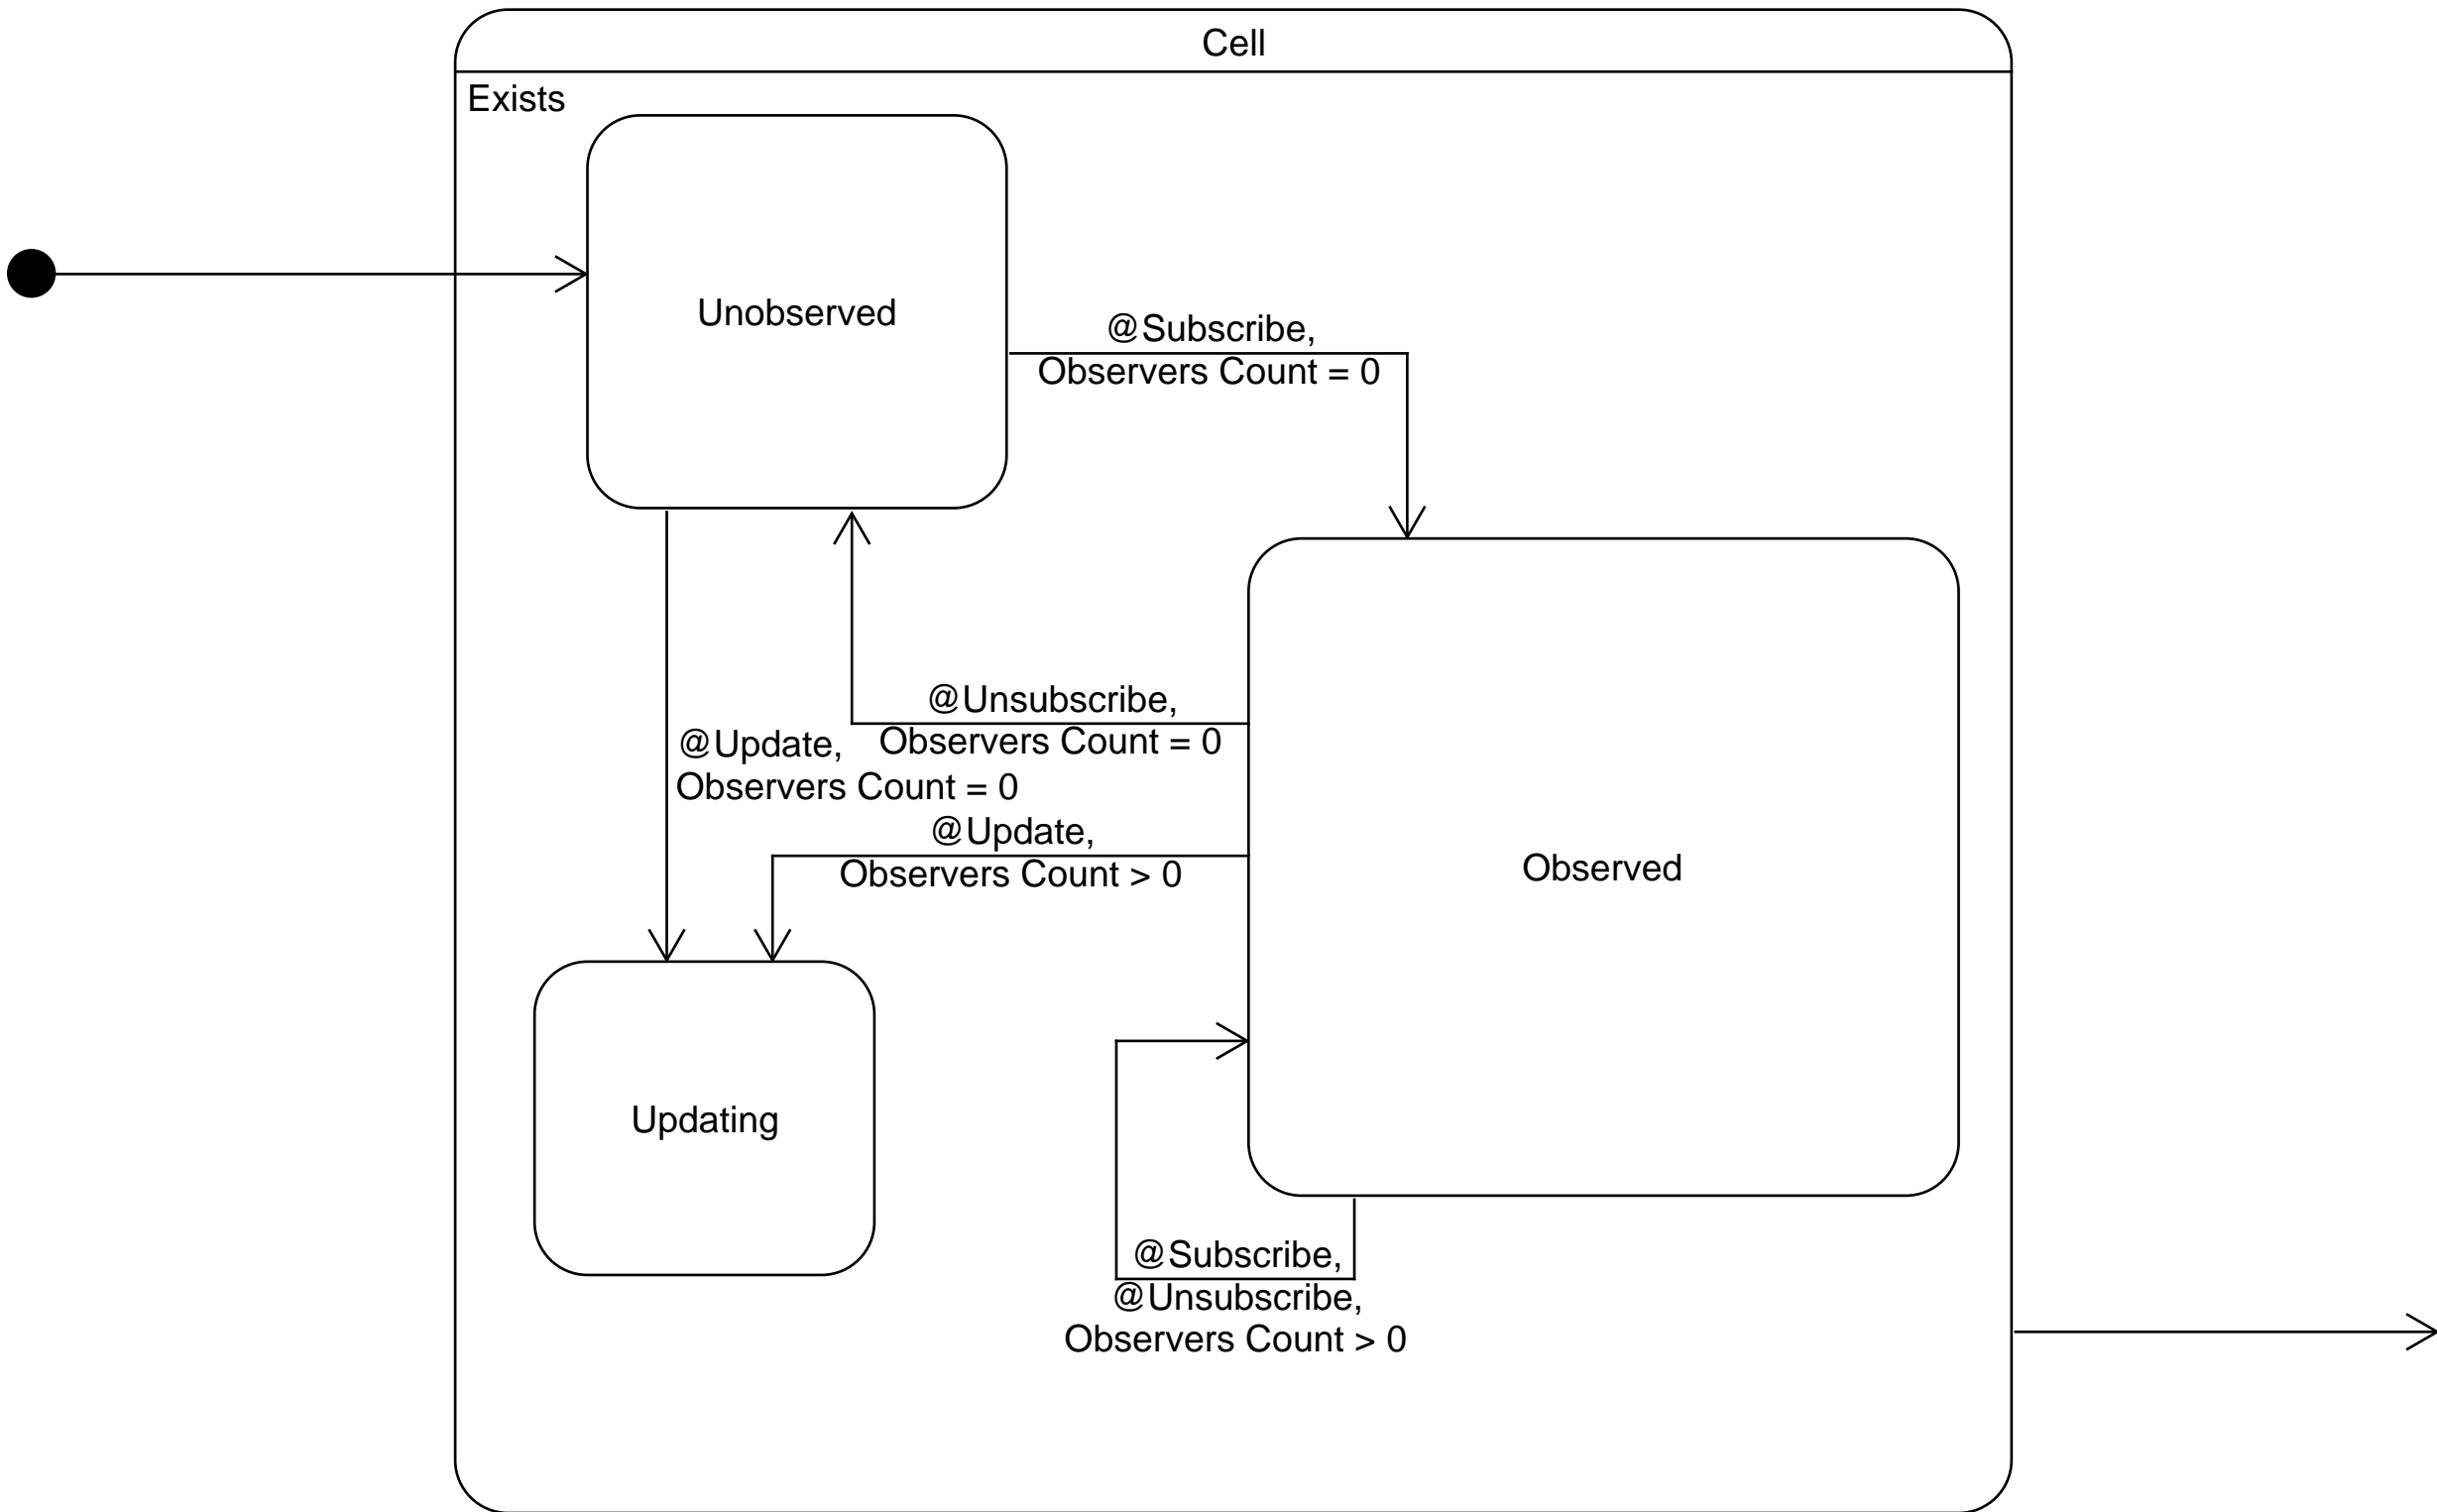 Cell
Exists
Unobserved
@Subscribe,
Observers Count = 0
@Unsubscribe,
Observers Count = 0
@Update,
Observers Count = 0
@Update,
Observers Count > 0
Observed
Updating
@Subscribe,
@Unsubscribe,
Observers Count > 0